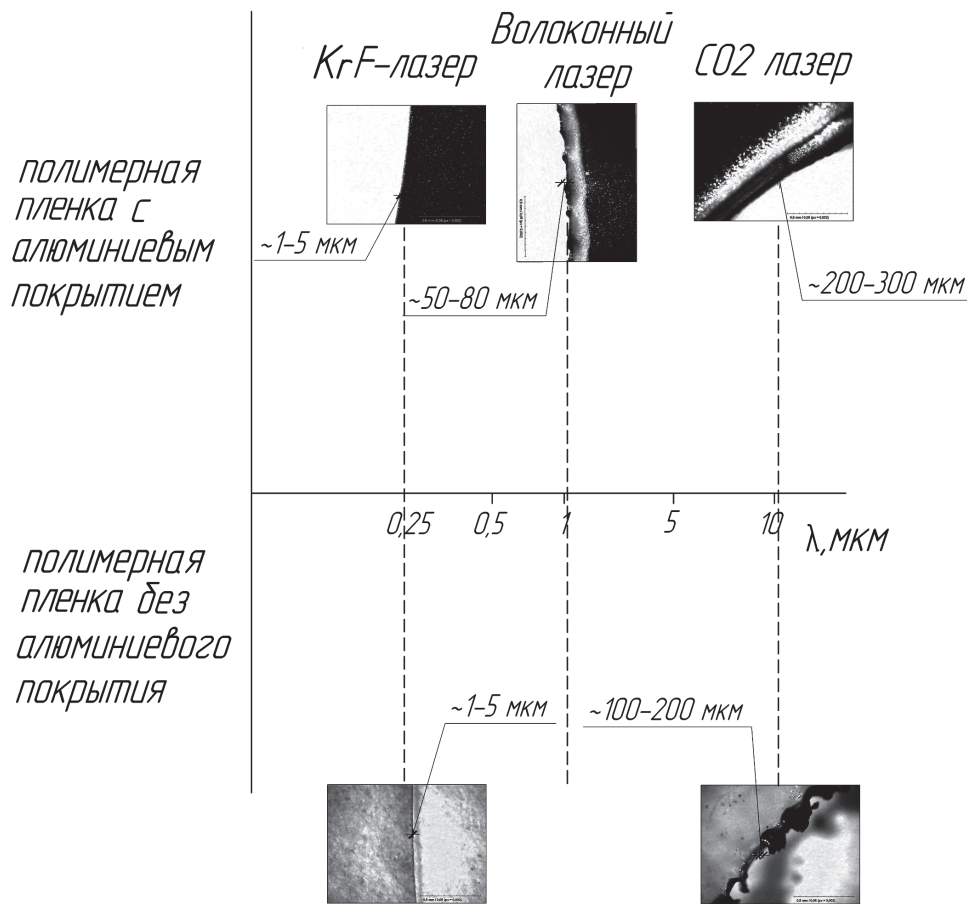 KrF-лазер
Волоконный
лазер
CO2 лазер
полимерная
пленка с
алюминиевым
покрытием
~1-5 мкм
~50-80 мкм
~200-300 мкм
0,25
0,5
1
5
10
λ,мкм
полимерная
пленка без
алюминиевого
покрытия
~1-5 мкм
~100-200 мкм